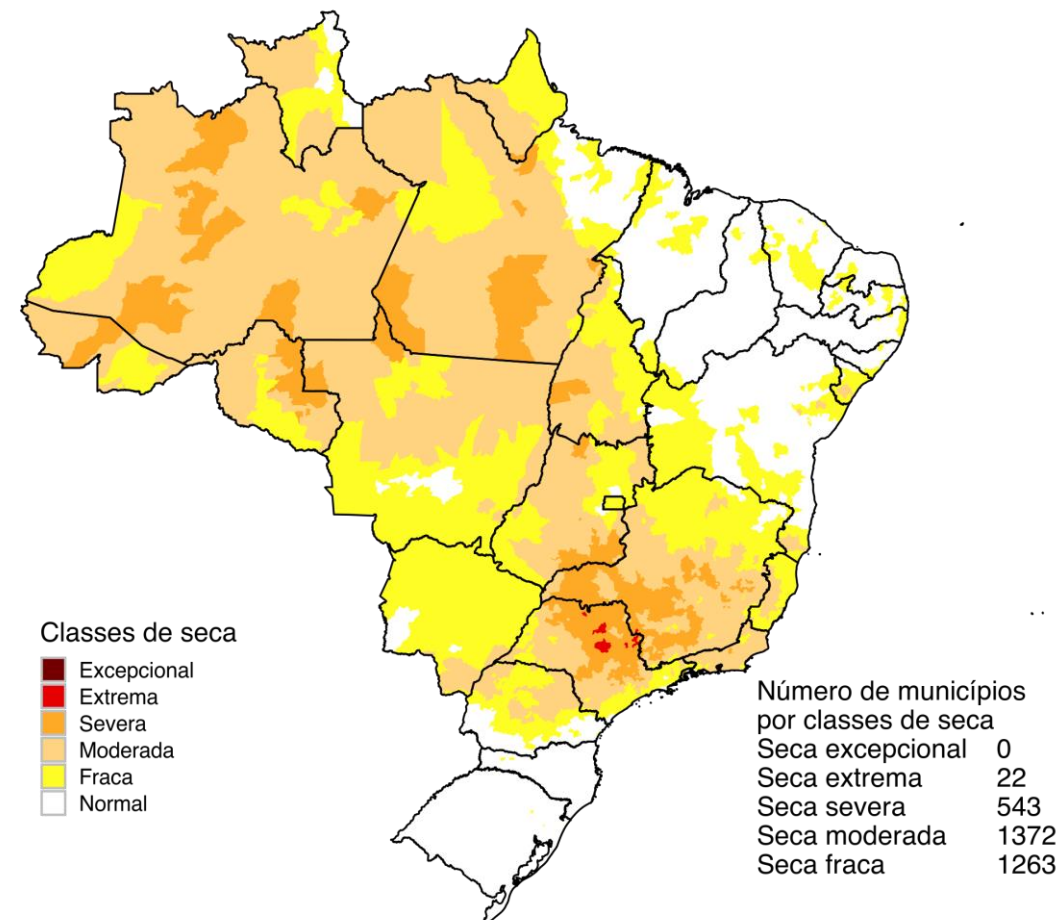 Classes de seca
Excepcional
Extrema
Severa
Moderada
Fraca
Normal
Número de municípios
por classes de seca
Seca excepcional 0
Seca extrema 22
Seca severa 543
Seca moderada 1372
Seca fraca 1263